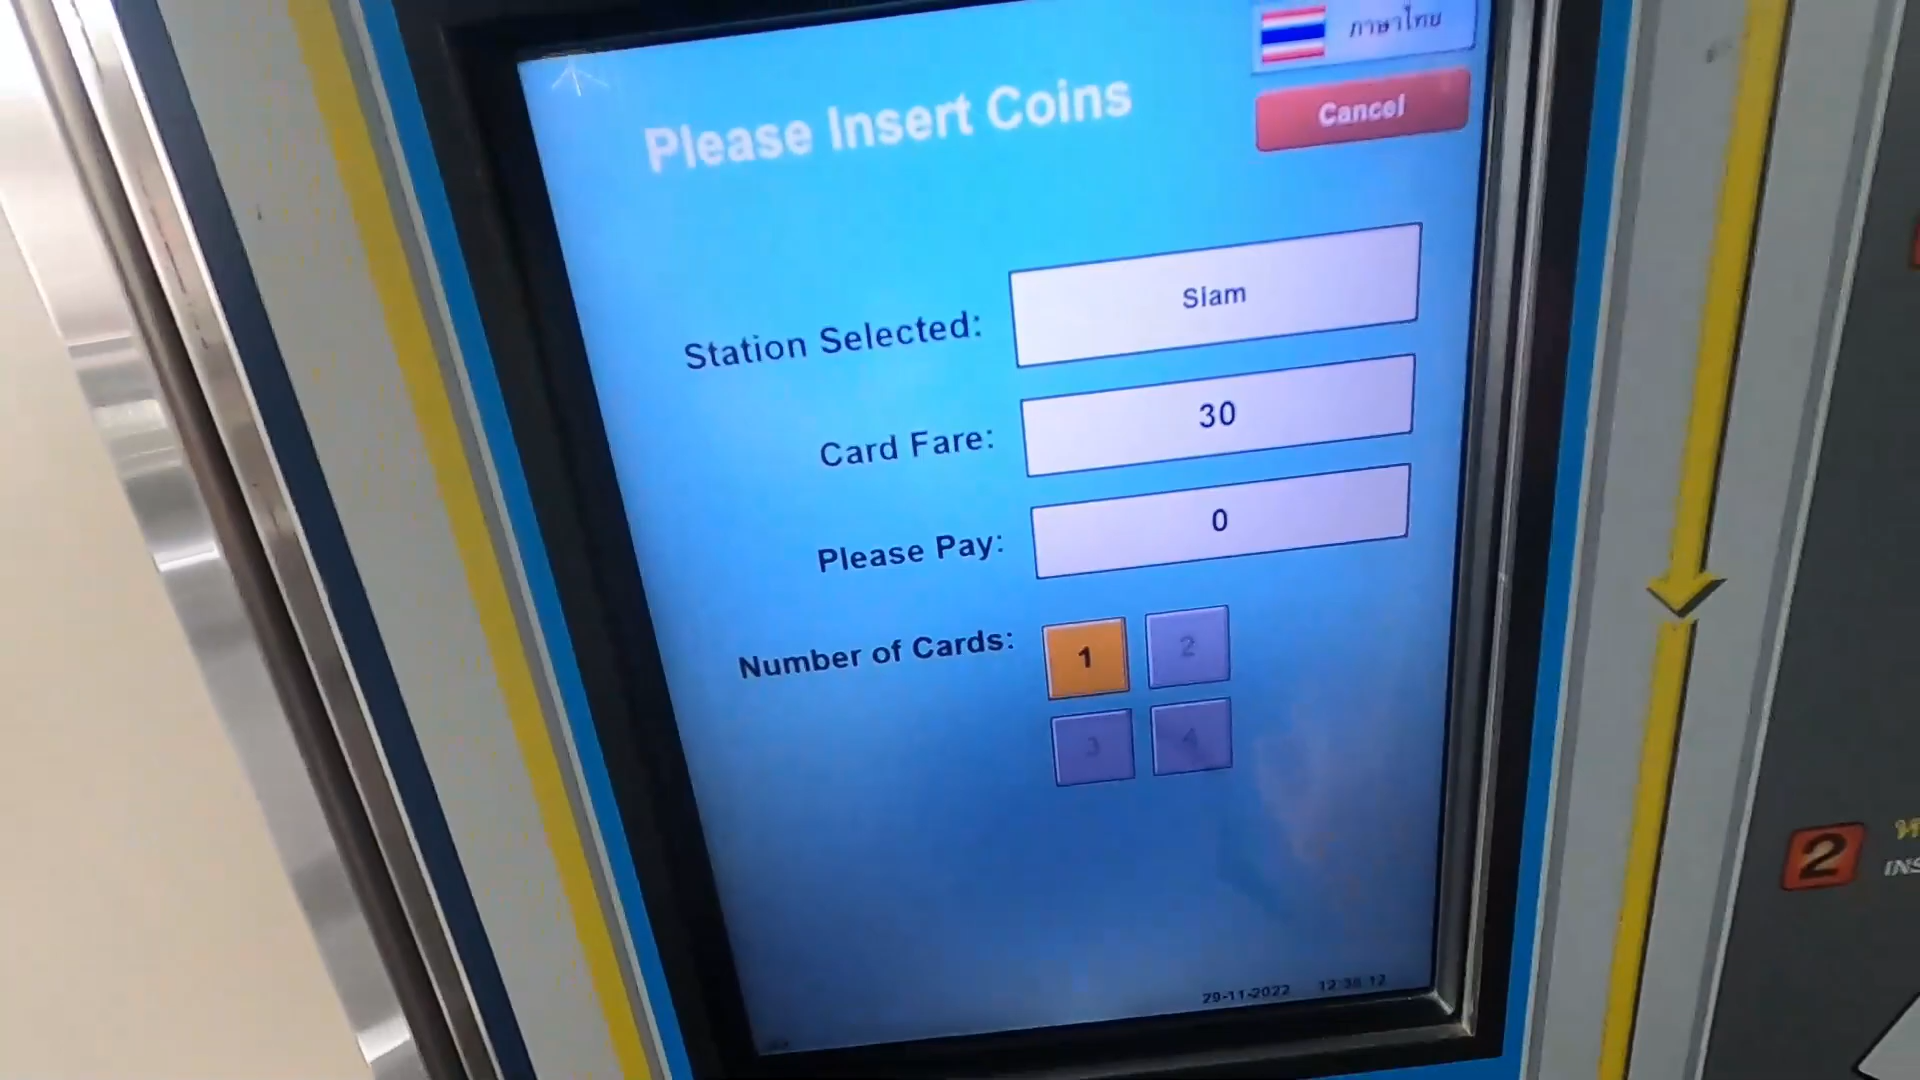 ภาษาไทย
Please Insert Coins
Cancel
Station Selected:
Siam
Card Fare:
30
Please Pay:
0
Number of Cards:
1
2
3
4
29-11-2022
2
INS